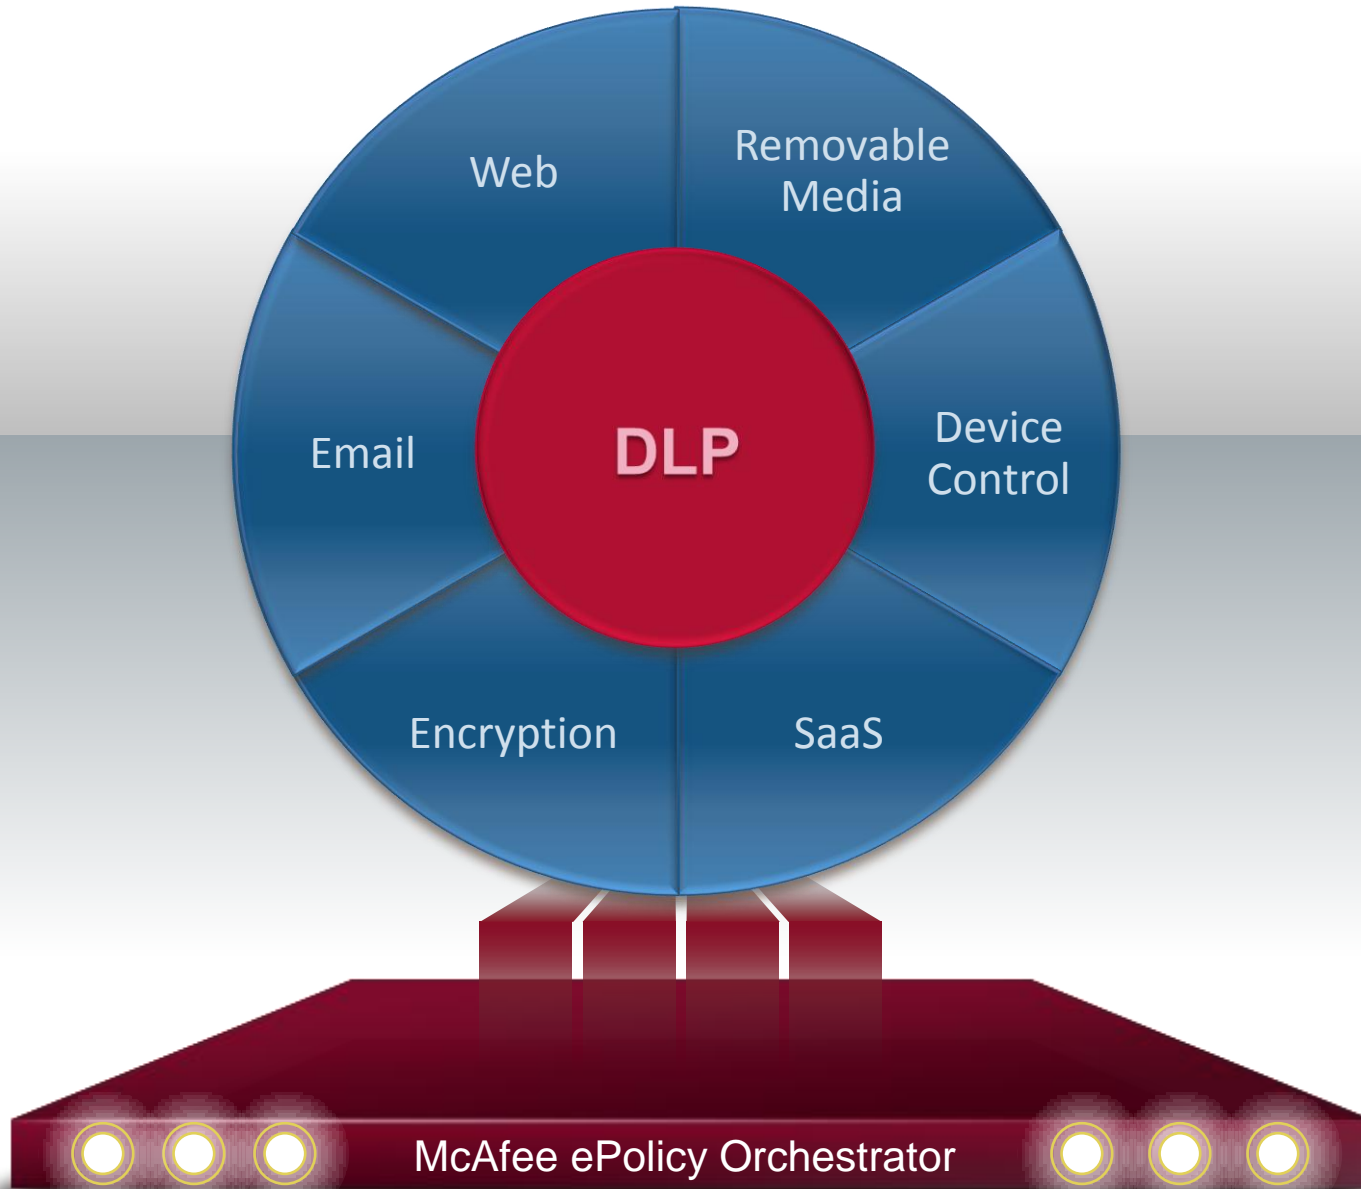 Web
Removable
Media
Email
DLP
Device
Control
Encryption
SaaS
McAfee ePolicy Orchestrator